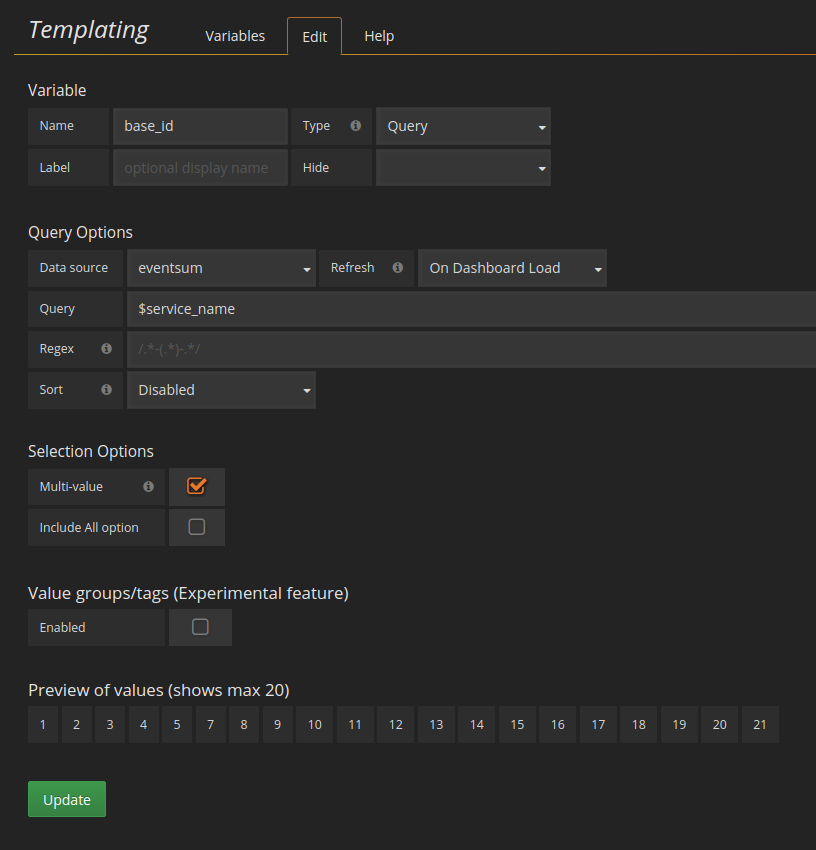 Templating Variables Edit Help
Variable
Name base_id Type Query
Label optional display name Hide
Query Options
Data source eventsum Refresh On Dashboard Load
Query $service_name
Regex /.*-(.*)-.*/
Sort Disabled
Selection Options
Multi-value
Include All option
Value groups/tags (Experimental feature)
Enabled
Preview of values (shows max 20)
1 2 3 4 5 7 8 9 10 11 12 13 14 15 16 17 18 19 20 21
Update